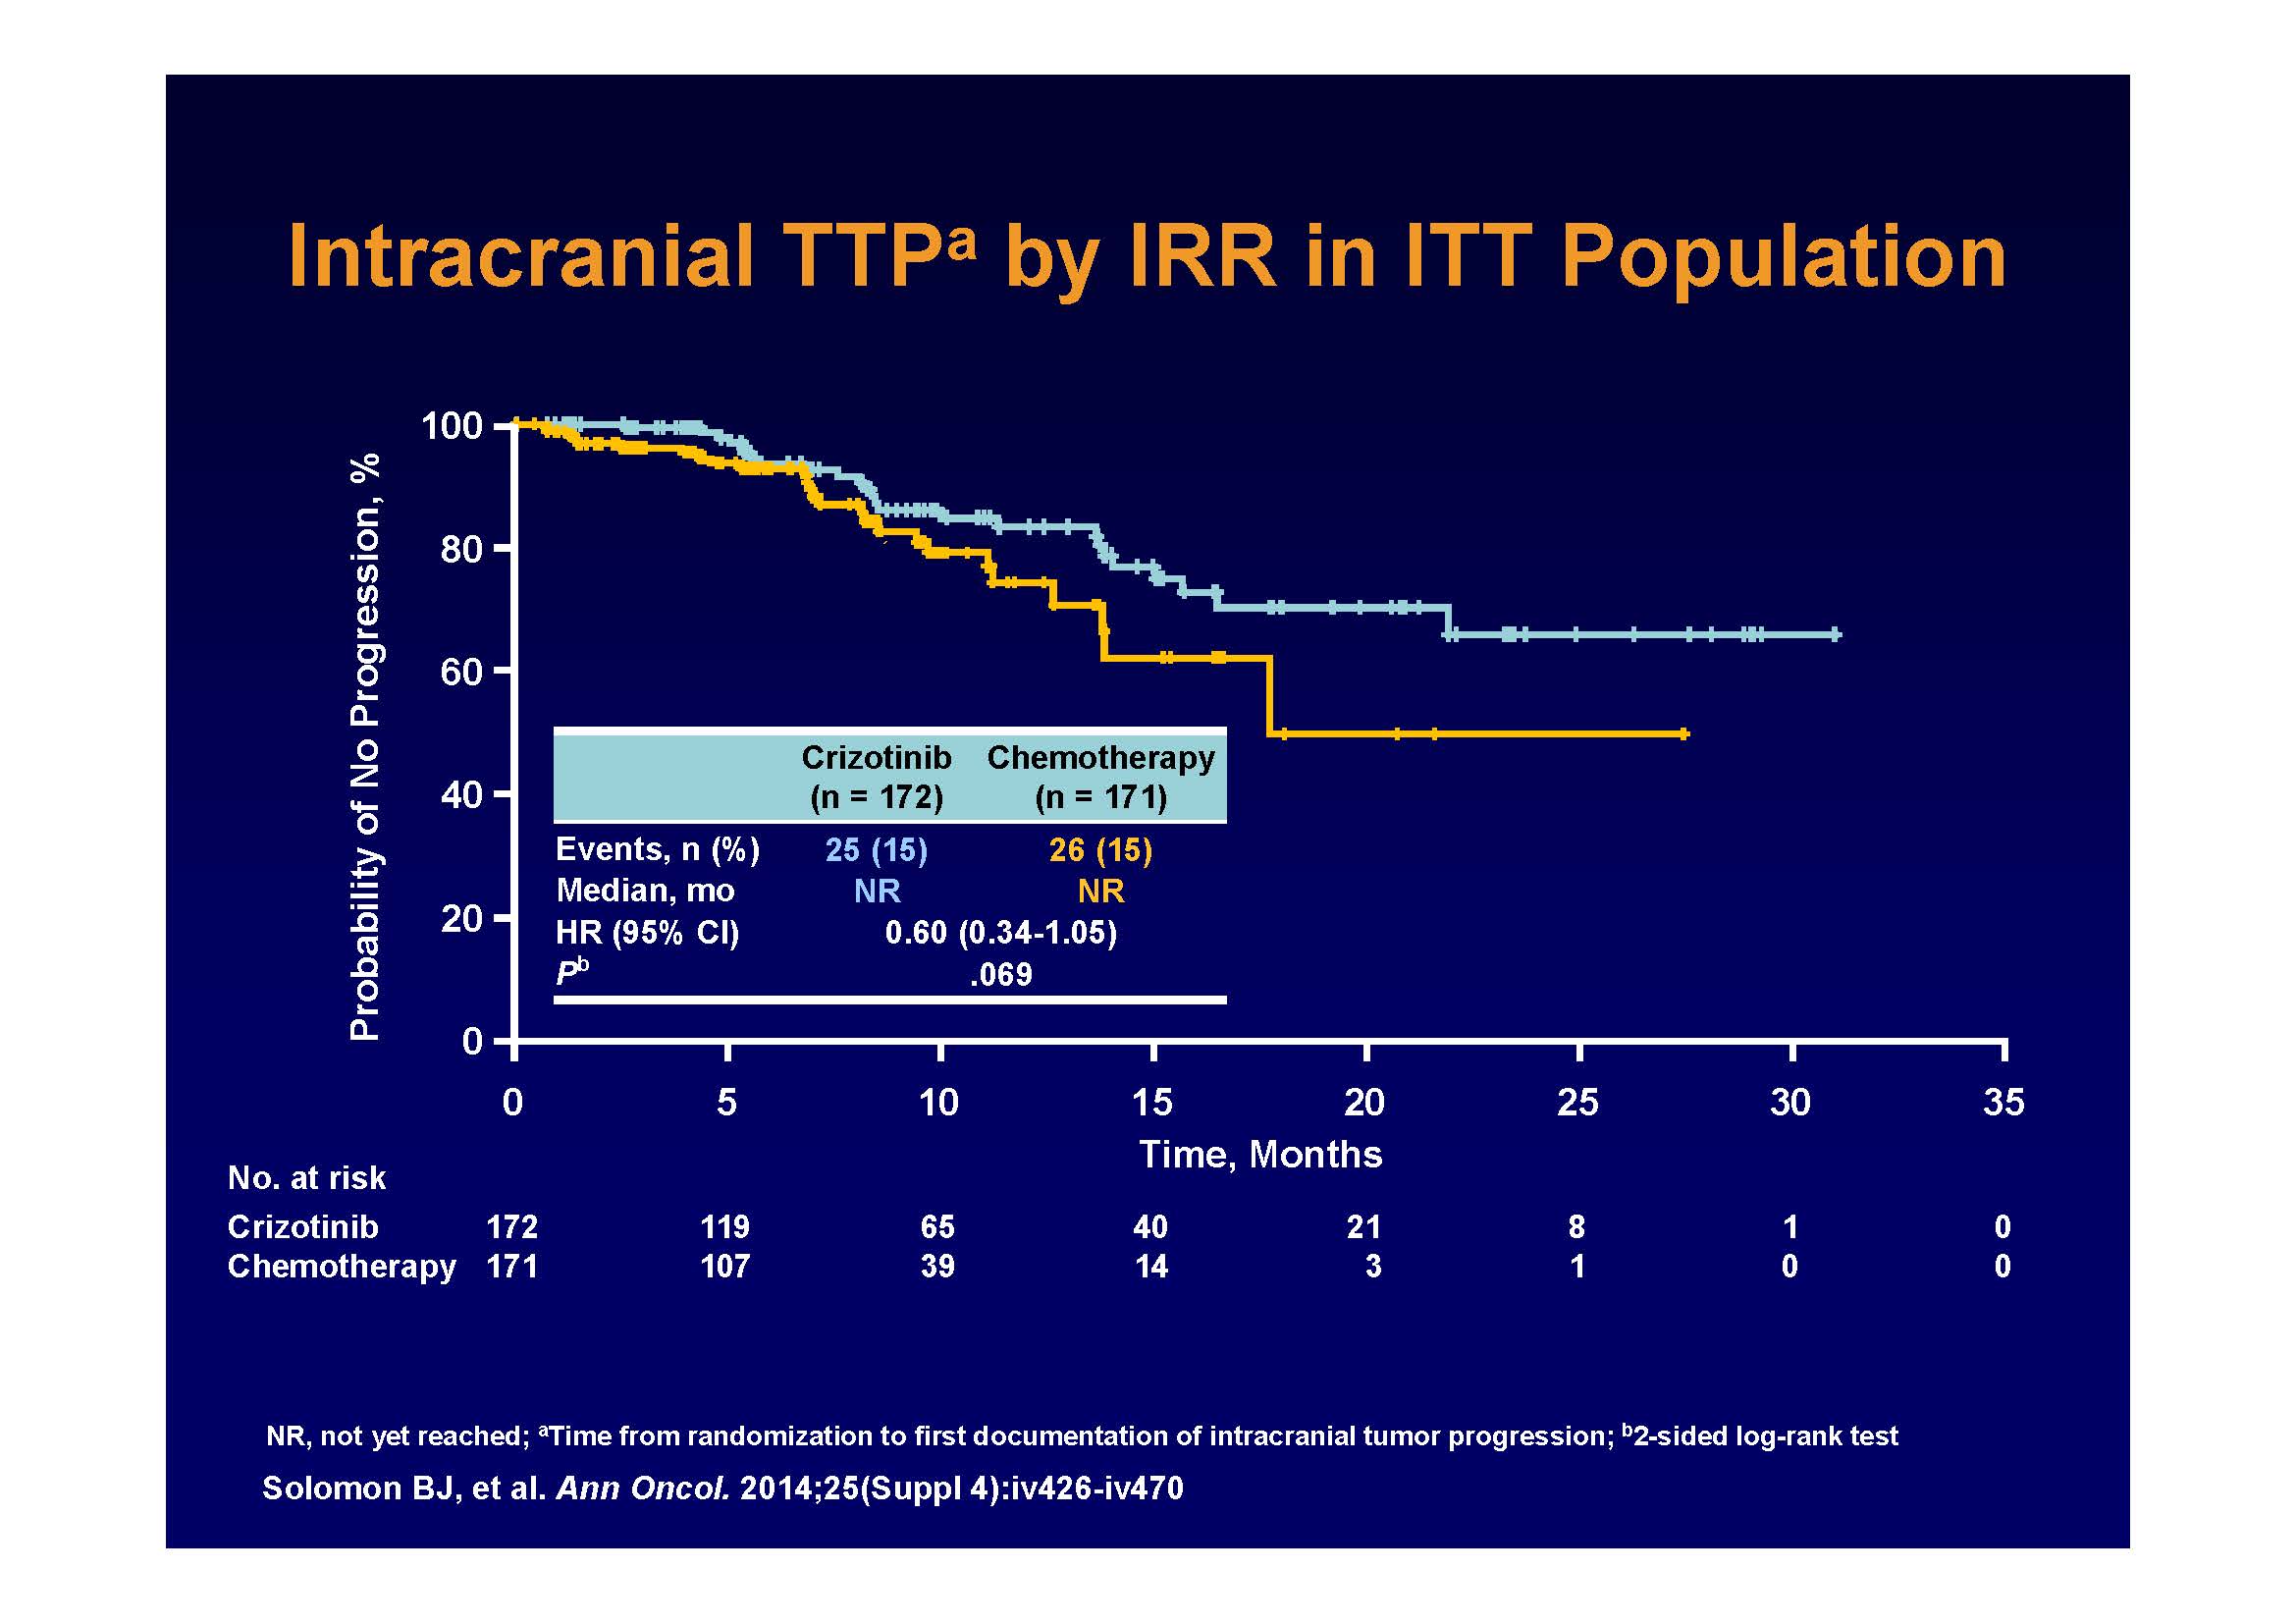 Intracranial TTPa by IRR in ITT Population
Probability of No Progression, %
100
80
60
40
20
0
Crizotinib Chemotherapy
(n = 172) (n = 171)
Events, n (%) 25 (15) 26 (15)
Median, mo NR NR
HR (95% CI) 0.60 (0.34-1.05)
Pb .069
0 5 10 15 20 25 30 35
Time, Months
No. at risk
Crizotinib 172 119 65 40 21 8 1 0
Chemotherapy 171 107 39 14 3 1 0 0
NR, not yet reached; aTime from randomization to first documentation of intracranial tumor progression; b2-sided log-rank test
Solomon BJ, et al. Ann Oncol. 2014;25(Suppl 4):iv426-iv470